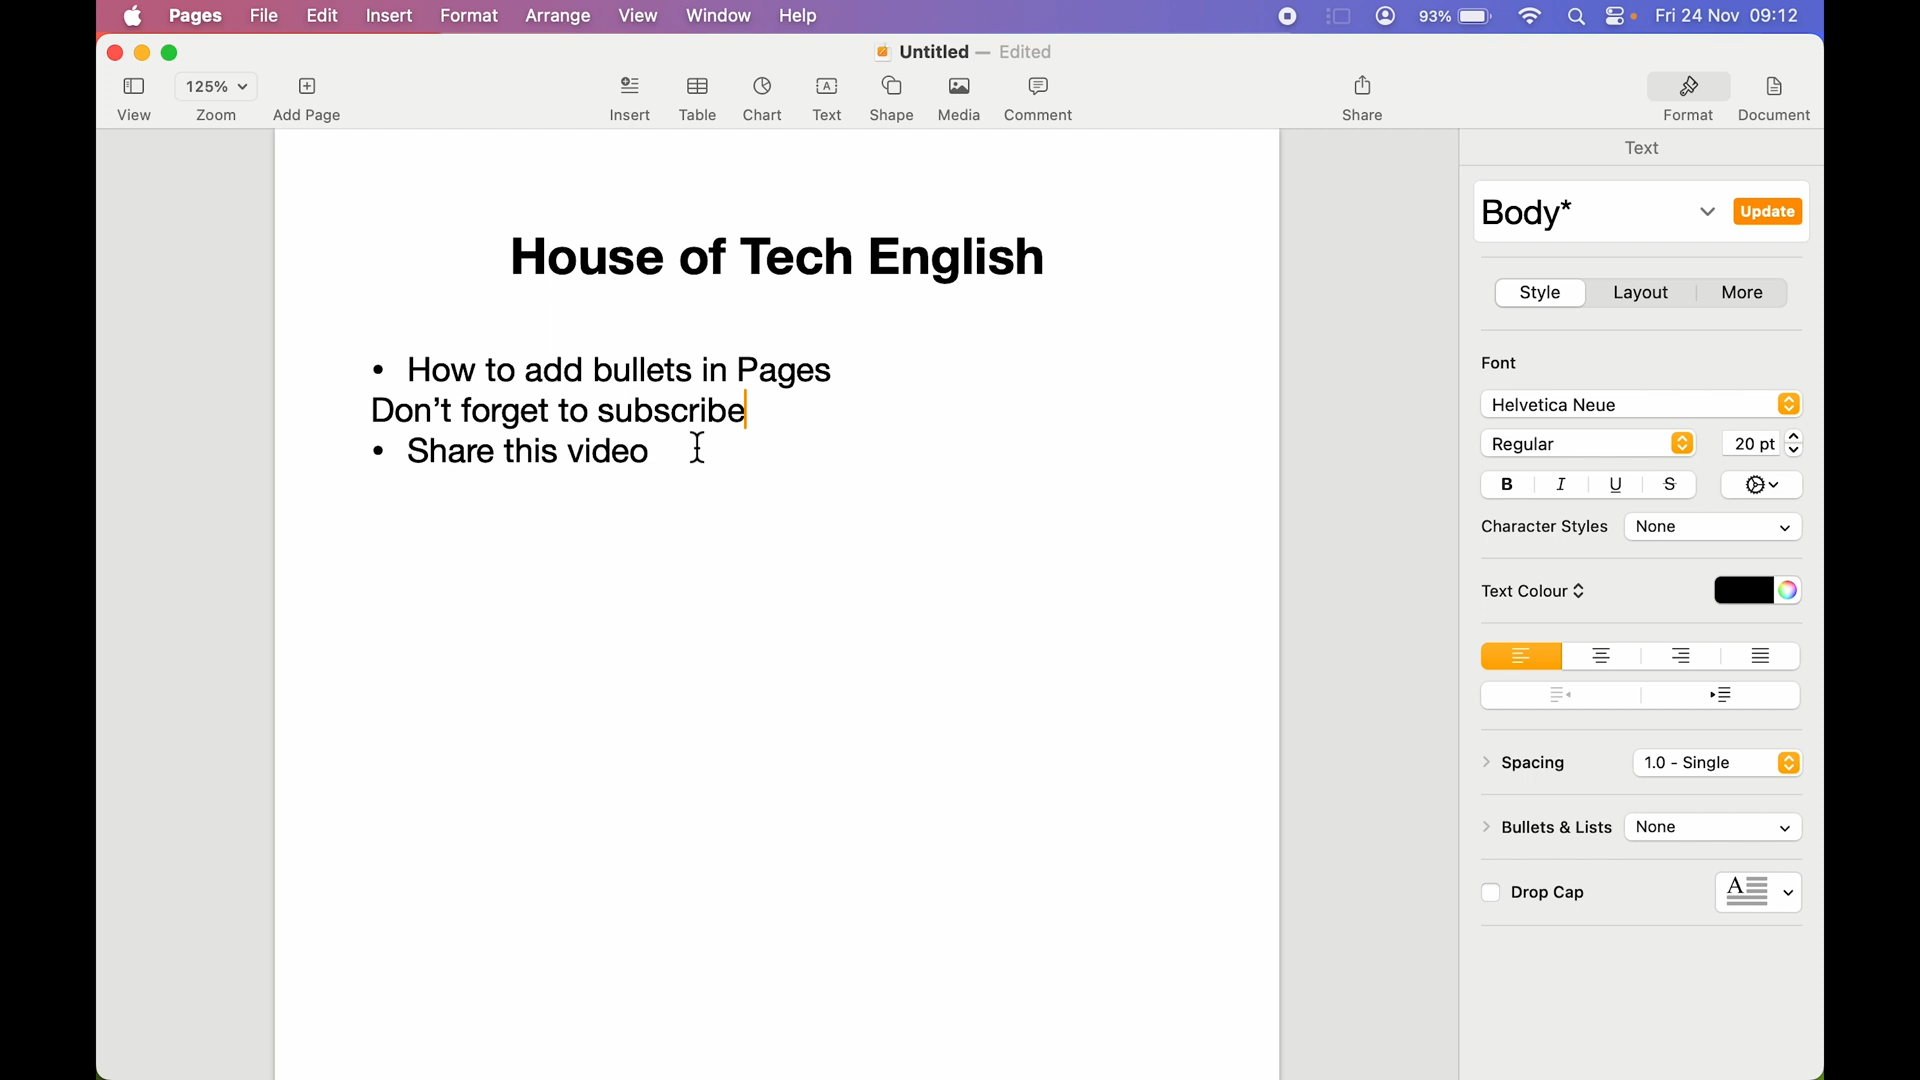 Pages File Edit Insert Format Arrange View Window Help 93% Fri 24 Nov 09:12
Untitled — Edited
125%
View Zoom Add Page Insert Table Chart Text Shape Media Comment Share Format Document
Text
Body* Update
Style Layout More
House of Tech English
• How to add bullets in Pages
Don’t forget to subscribe
• Share this video
Font
Helvetica Neue
Regular 20 pt
B I U S
Character Styles None
Text Colour
Spacing 1.0 - Single
Bullets & Lists None
Drop Cap A